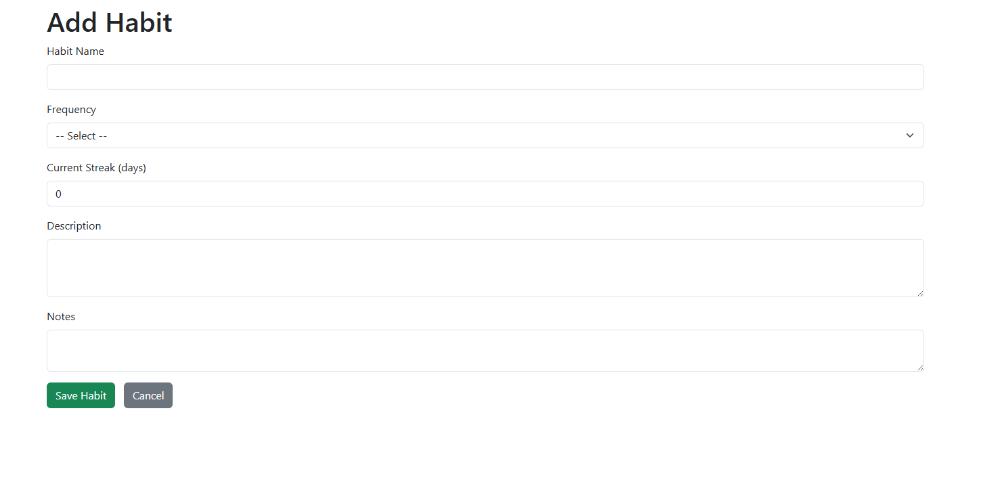 Add Habit
Habit Name
Frequency
-- Select --
Current Streak (days)
0
Description
Notes
Save Habit Cancel